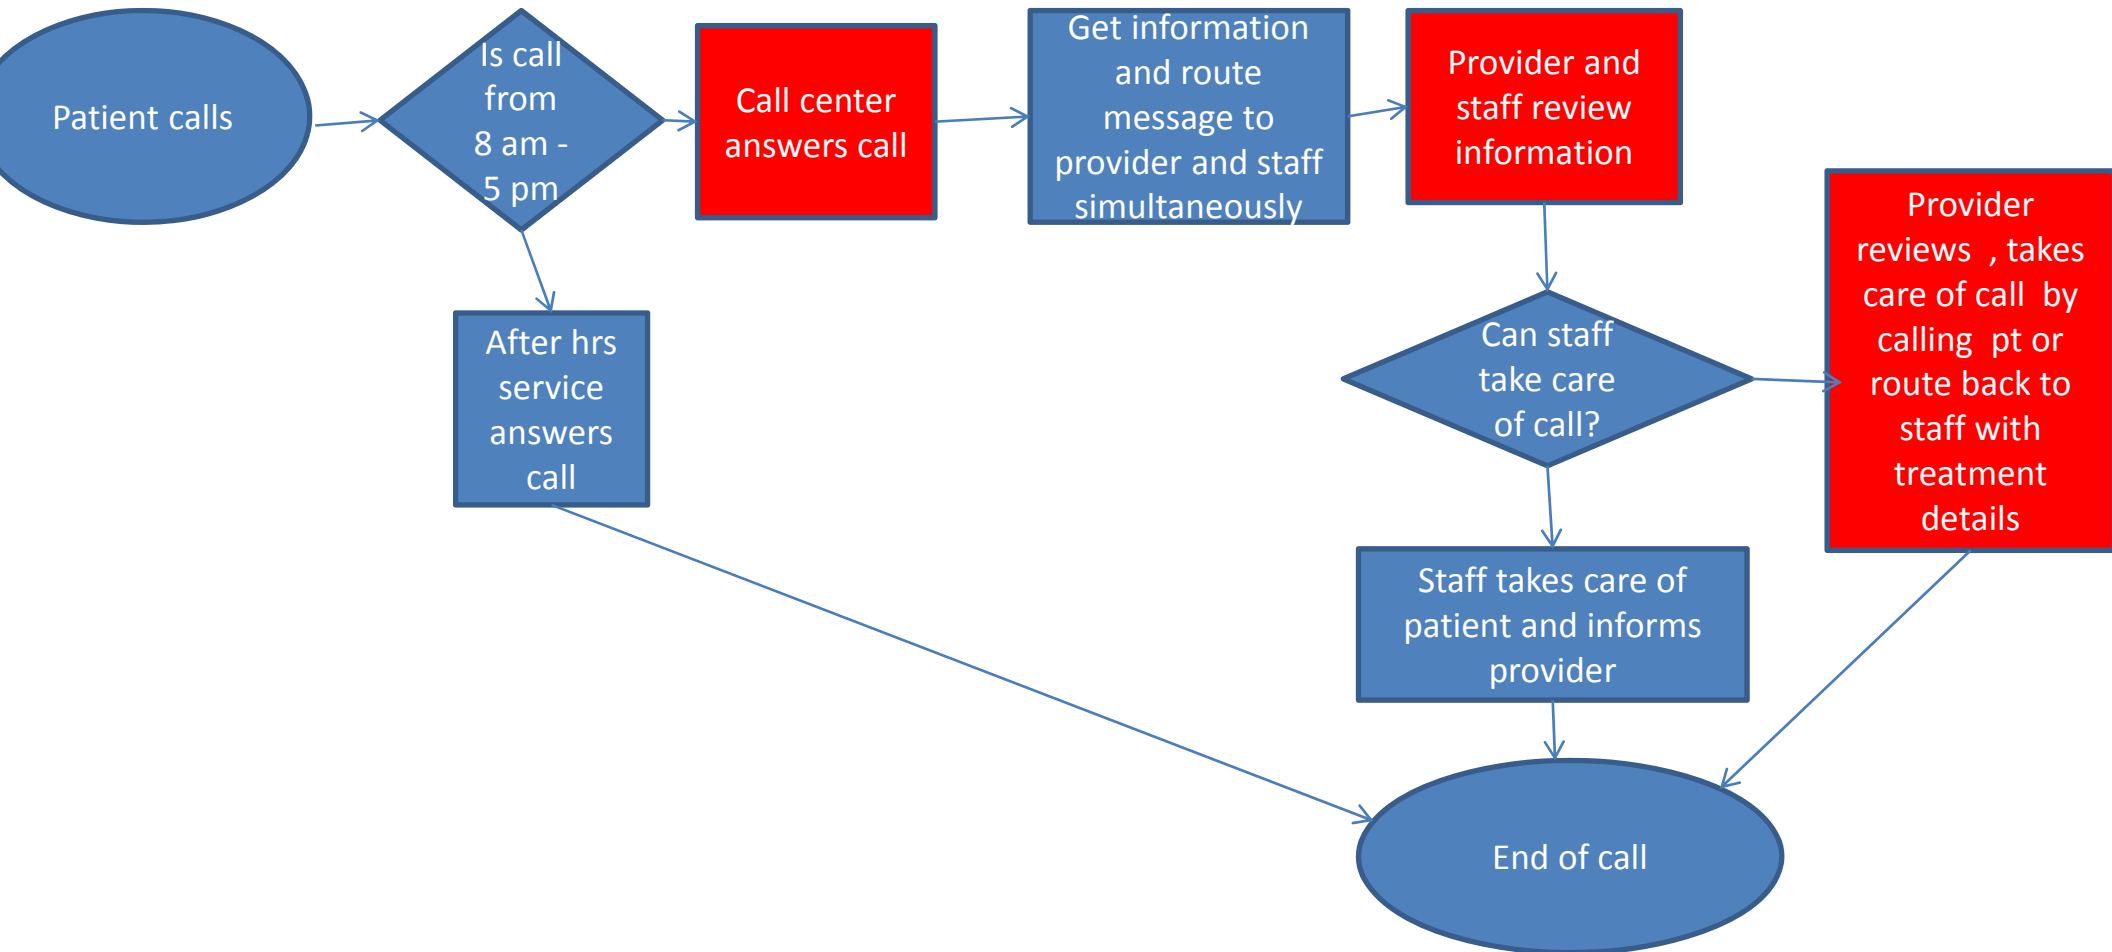 Patient calls
Is call
from
8 am -
5 pm
Call center
answers call
Get information
and route
message to
provider and staff
simultaneously
Provider and
staff review
information
Provider
reviews , takes
care of call by
calling pt or
route back to
staff with
treatment
details
After hrs
service
answers
call
Can staff
take care
of call?
Staff takes care of
patient and informs
provider
End of call